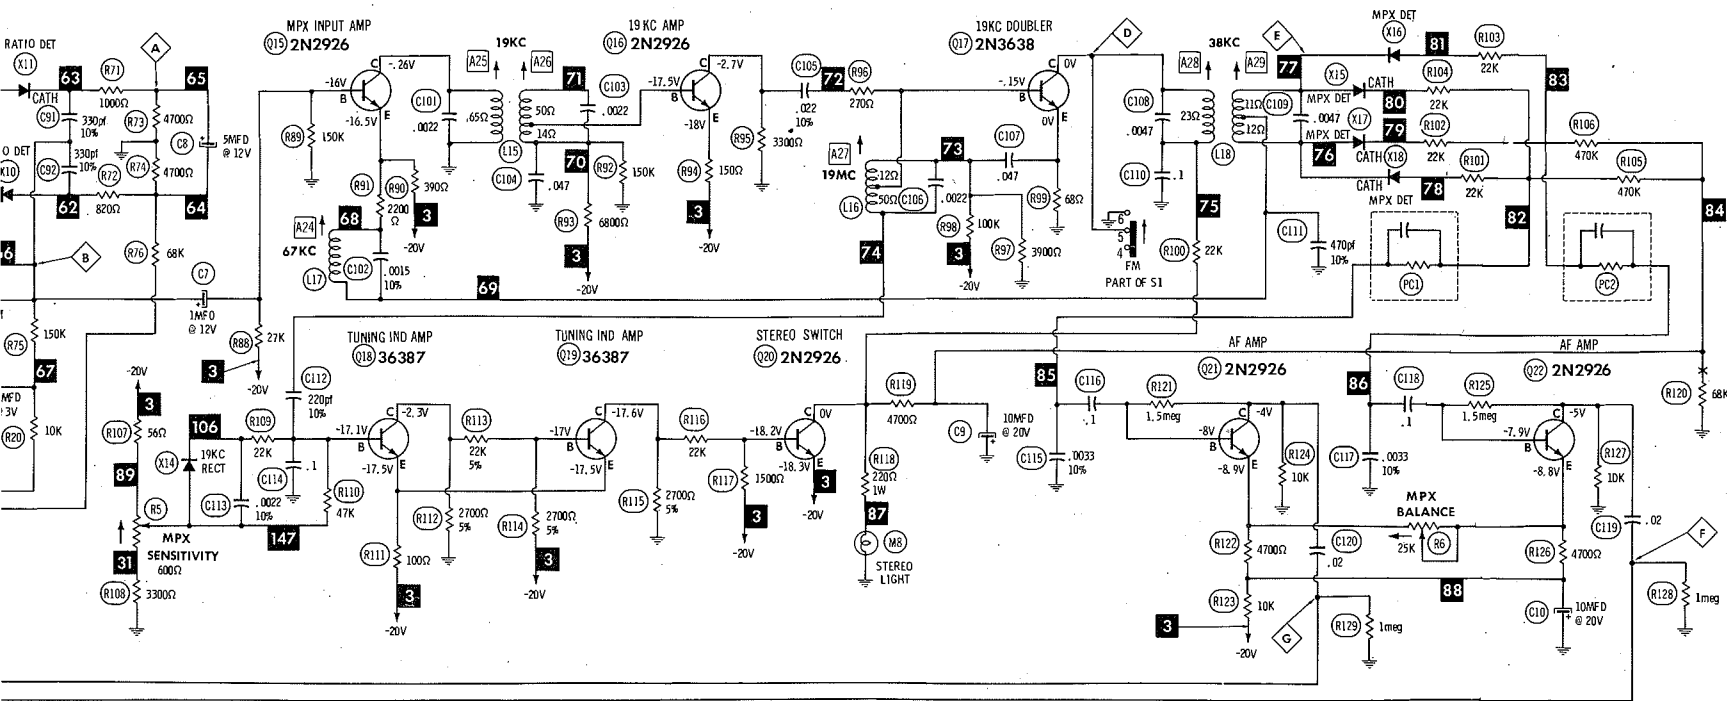 RATIO DET
X11
CATH
63
R71
1000Ω
A
65
C91
330pf
10%
R73
4700Ω
C8
5MFD
@ 12V
O DET
X10
C92
330pf
10%
R74
4700Ω
R72
820Ω
62
64
B
R76
68K
C7
1MFD
@ 12V
R75
150K
67
R20
10K
MPX INPUT AMP
Q15 2N2926
-16V
B
C
-.26V
-16.5V
E
R89
150K
R91
2200
Ω
R90
390Ω
3
-20V
A24
67KC
68
L17
C102
.0015
10%
69
R88
27K
3
-20V
19KC
A25
A26
C101
.0022
.65Ω
L15
50Ω
14Ω
71
C103
.0022
70
C104
.047
R92
150K
R93
6800Ω
3
-20V
19KC AMP
Q16 2N2926
-17.5V
B
C
-2.7V
-18V
E
R94
150Ω
3
-20V
R95
3300Ω
C105
.022
10%
72
R96
270Ω
A27
19MC
L16
12Ω
50Ω
C106
.0022
73
C107
.047
R98
100K
3
-20V
R97
3900Ω
R99
68Ω
74
19KC DOUBLER
Q17 2N3638
-.15V
B
C
0V
0V
E
D
C108
.0047
C110
.1
6
5
4
FM
PART OF S1
38KC
A28
A29
23Ω
L18
11Ω
12Ω
C109
.0047
75
R100
22K
E
77
76
MPX DET
X16
81
R103
22K
X15
CATH
MPX DET
80
R104
22K
X17
MPX DET
79
R102
22K
CATH
X18
CATH
MPX DET
78
R101
22K
83
R106
470K
R105
470K
82
84
C111
470pf
10%
PC1
PC2
-20V
3
R107
56Ω
89
R5
MPX
SENSITIVITY
600Ω
31
R108
3300Ω
106
X14
19KC
RECT
R109
22K
C112
220pf
10%
C114
.1
C113
.0022
10%
R110
47K
147
TUNING IND AMP
Q18 36387
-17.1V
B
C
-2.3V
-17.5V
E
R111
100Ω
3
-20V
R113
22K
5%
R112
2700Ω
5%
R114
2700Ω
5%
3
-20V
TUNING IND AMP
Q19 36387
-17V
B
C
-17.6V
-17.5V
E
R116
22K
R115
2700Ω
5%
R117
1500Ω
3
-20V
STEREO SWITCH
Q20 2N2926
-18.2V
B
C
0V
-18.3V
E
3
-20V
R119
4700Ω
R118
220Ω
1W
87
M8
STEREO
LIGHT
C9
10MFD
@ 20V
85
C116
.1
C115
.0033
10%
R121
1.5meg
AF AMP
Q21 2N2926
-4V
C
-8V
B
-8.9V
E
R124
10K
R122
4700Ω
R123
10K
3
-20V
C120
.02
G
R129
1meg
86
C118
.1
C117
.0033
10%
R125
1.5meg
AF AMP
Q22 2N2926
-5V
C
-7.9V
B
-8.8V
E
R127
10K
MPX
BALANCE
25K
R6
R126
4700Ω
88
C10
10MFD
@ 20V
C119
.02
F
R128
1meg
R120
68K